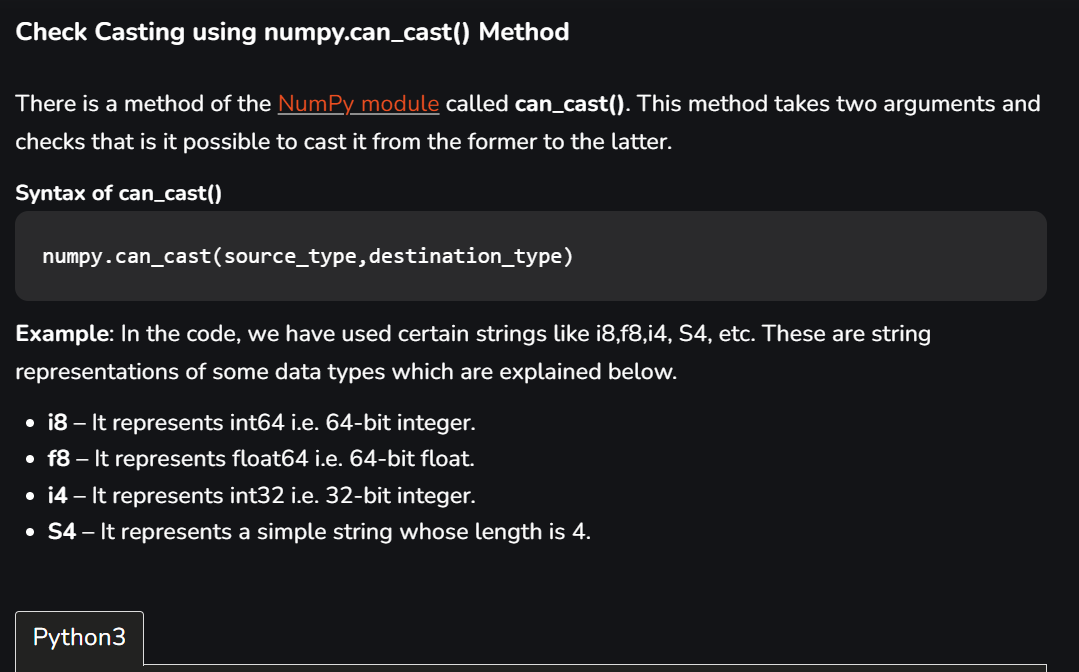 Check Casting using numpy.can_cast() Method
There is a method of the NumPy module called can_cast(). This method takes two arguments and
checks that is it possible to cast it from the former to the latter.
Syntax of can_cast()
numpy.can_cast(source_type,destination_type)
Example: In the code, we have used certain strings like i8,f8,i4, S4, etc. These are string
representations of some data types which are explained below.
• i8 – It represents int64 i.e. 64-bit integer.
• f8 – It represents float64 i.e. 64-bit float.
• i4 – It represents int32 i.e. 32-bit integer.
• S4 – It represents a simple string whose length is 4.
Python3